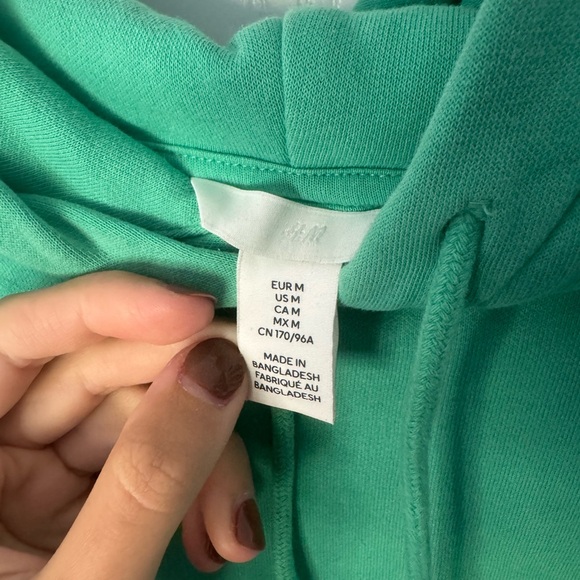 H&M
EUR M
US M
CA M
MX M
CN 170/96A
MADE IN
BANGLADESH
FABRIQUÉ AU
BANGLADESH